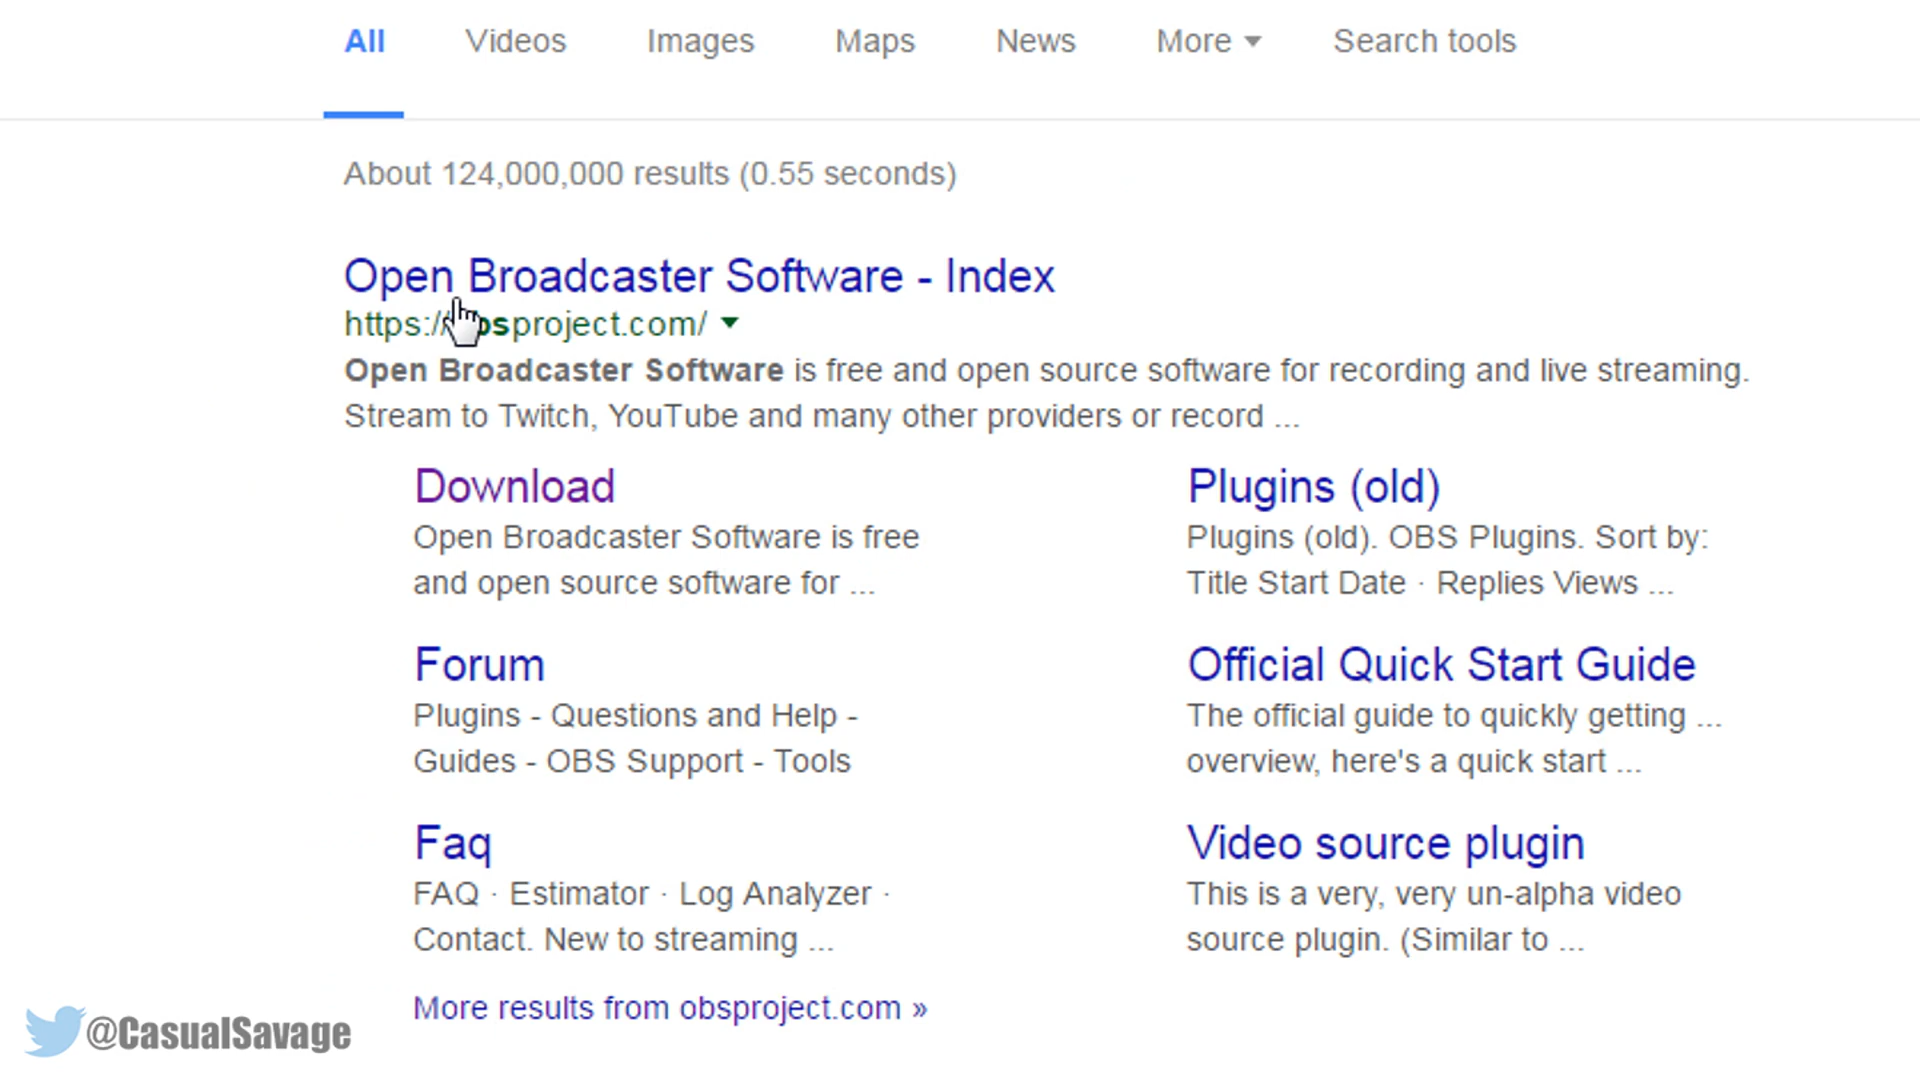 All Videos Images Maps News More Search tools
About 124,000,000 results (0.55 seconds)
Open Broadcaster Software - Index
https://obsproject.com/
Open Broadcaster Software is free and open source software for recording and live streaming.
Stream to Twitch, YouTube and many other providers or record ...
Download
Open Broadcaster Software is free
and open source software for ...
Plugins (old)
Plugins (old). OBS Plugins. Sort by:
Title Start Date · Replies Views ...
Forum
Plugins - Questions and Help -
Guides - OBS Support - Tools
Official Quick Start Guide
The official guide to quickly getting ...
overview, here's a quick start ...
Faq
FAQ · Estimator · Log Analyzer ·
Contact. New to streaming ...
Video source plugin
This is a very, very un-alpha video
source plugin. (Similar to ...
More results from obsproject.com »
@CasualSavage